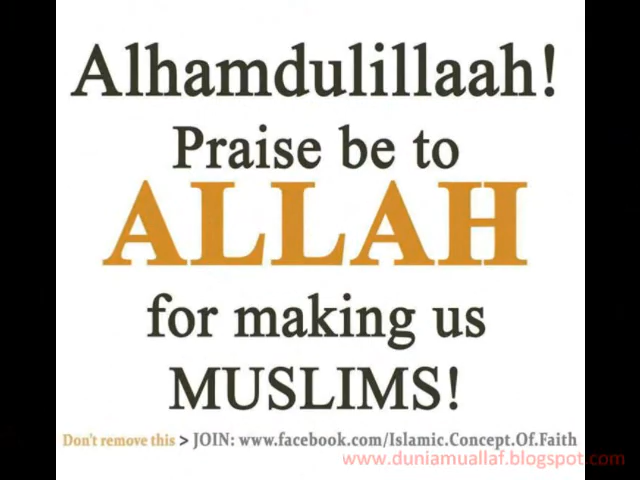 Alhamdulillaah!
Praise be to
ALLAH
for making us
MUSLIMS!
Don't remove this > JOIN: www.facebook.com/Islamic.Concept.Of.Faith
www.duniamuallaf.blogspot.com